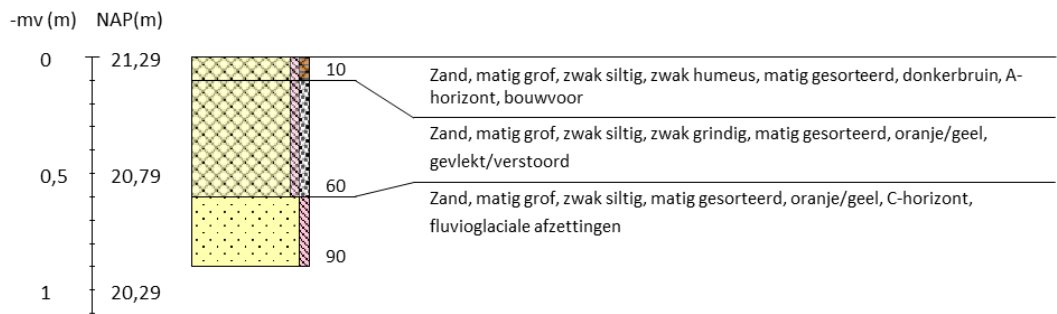 -mv (m) NAP(m)
0 21,29
10
Zand, matig grof, zwak siltig, zwak humeus, matig gesorteerd, donkerbruin, A-
horizont, bouwvoor
Zand, matig grof, zwak siltig, zwak grindig, matig gesorteerd, oranje/geel,
gevlekt/verstoord
0,5 20,79
60
Zand, matig grof, zwak siltig, matig gesorteerd, oranje/geel, C-horizont,
fluvioglaciale afzettingen
90
1 20,29